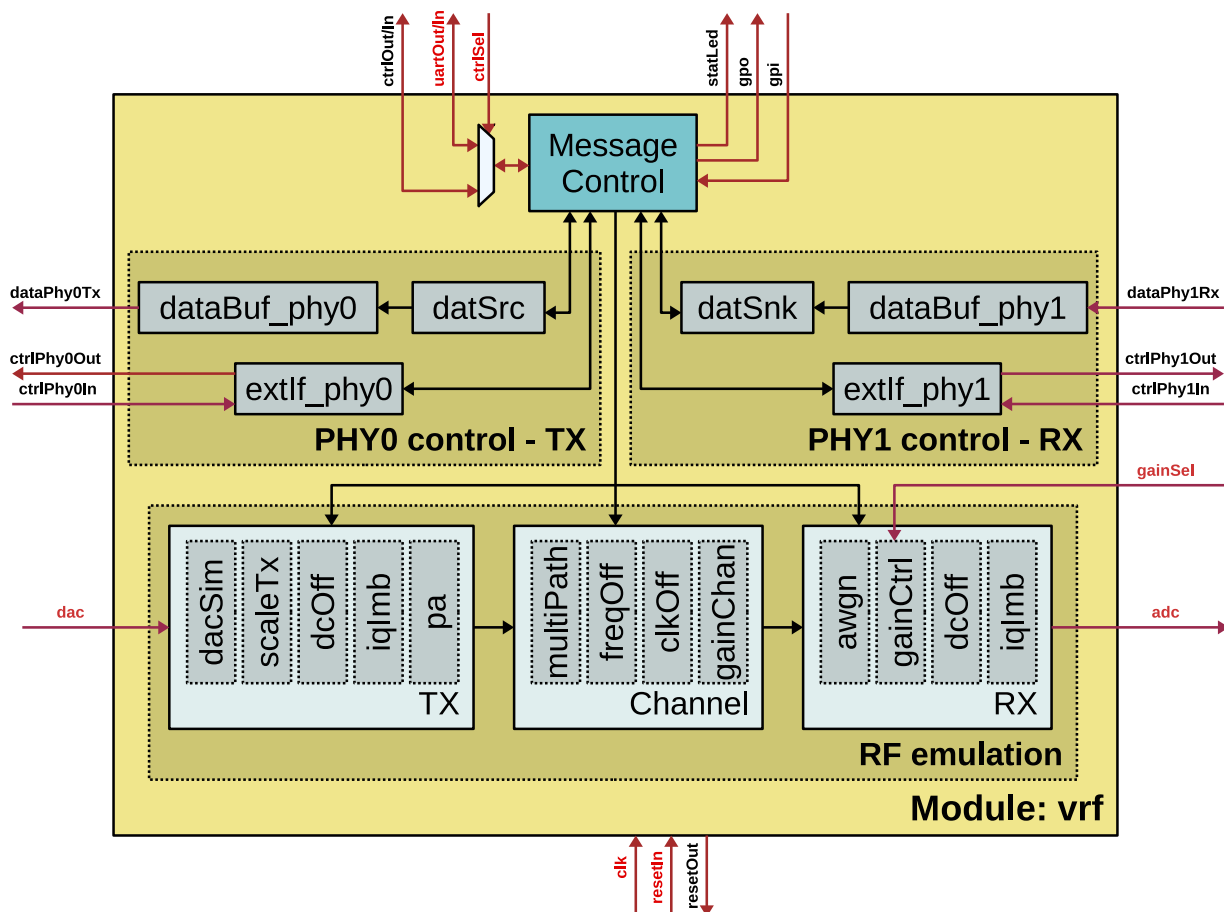 ctrlOut/In
uartOut/In
ctrlSel
statLed
gpo
gpi
Message
Control
dataPhy0Tx
dataBuf_phy0
datSrc
datSnk
dataBuf_phy1
dataPhy1Rx
ctrlPhy0Out
ctrlPhy0In
extIf_phy0
extIf_phy1
ctrlPhy1Out
ctrlPhy1In
PHY0 control - TX
PHY1 control - RX
gainSel
dac
dacSim
scaleTx
dcOff
iqImb
pa
TX
multiPath
freqOff
clkOff
gainChan
Channel
awgn
gainCtrl
dcOff
iqImb
RX
adc
RF emulation
Module: vrf
clk
resetIn
resetOut